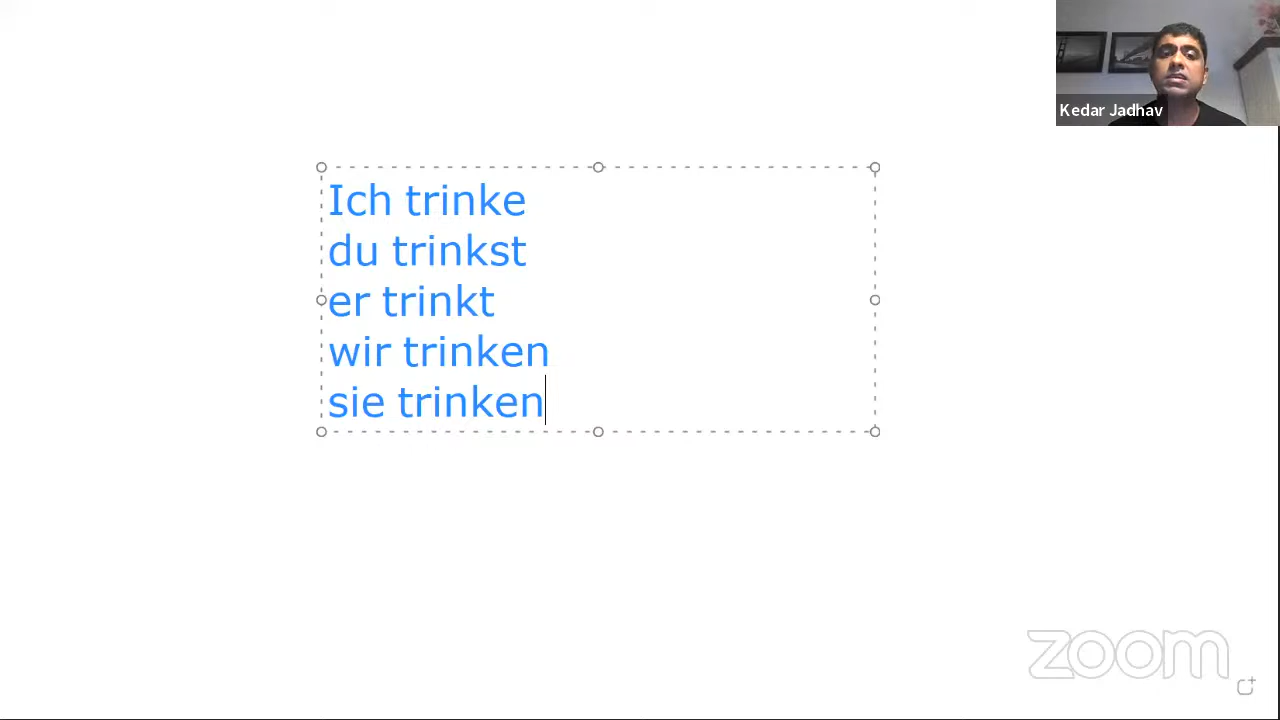 Kedar Jadhav
Ich trinke
du trinkst
er trinkt
wir trinken
sie trinken
zoom